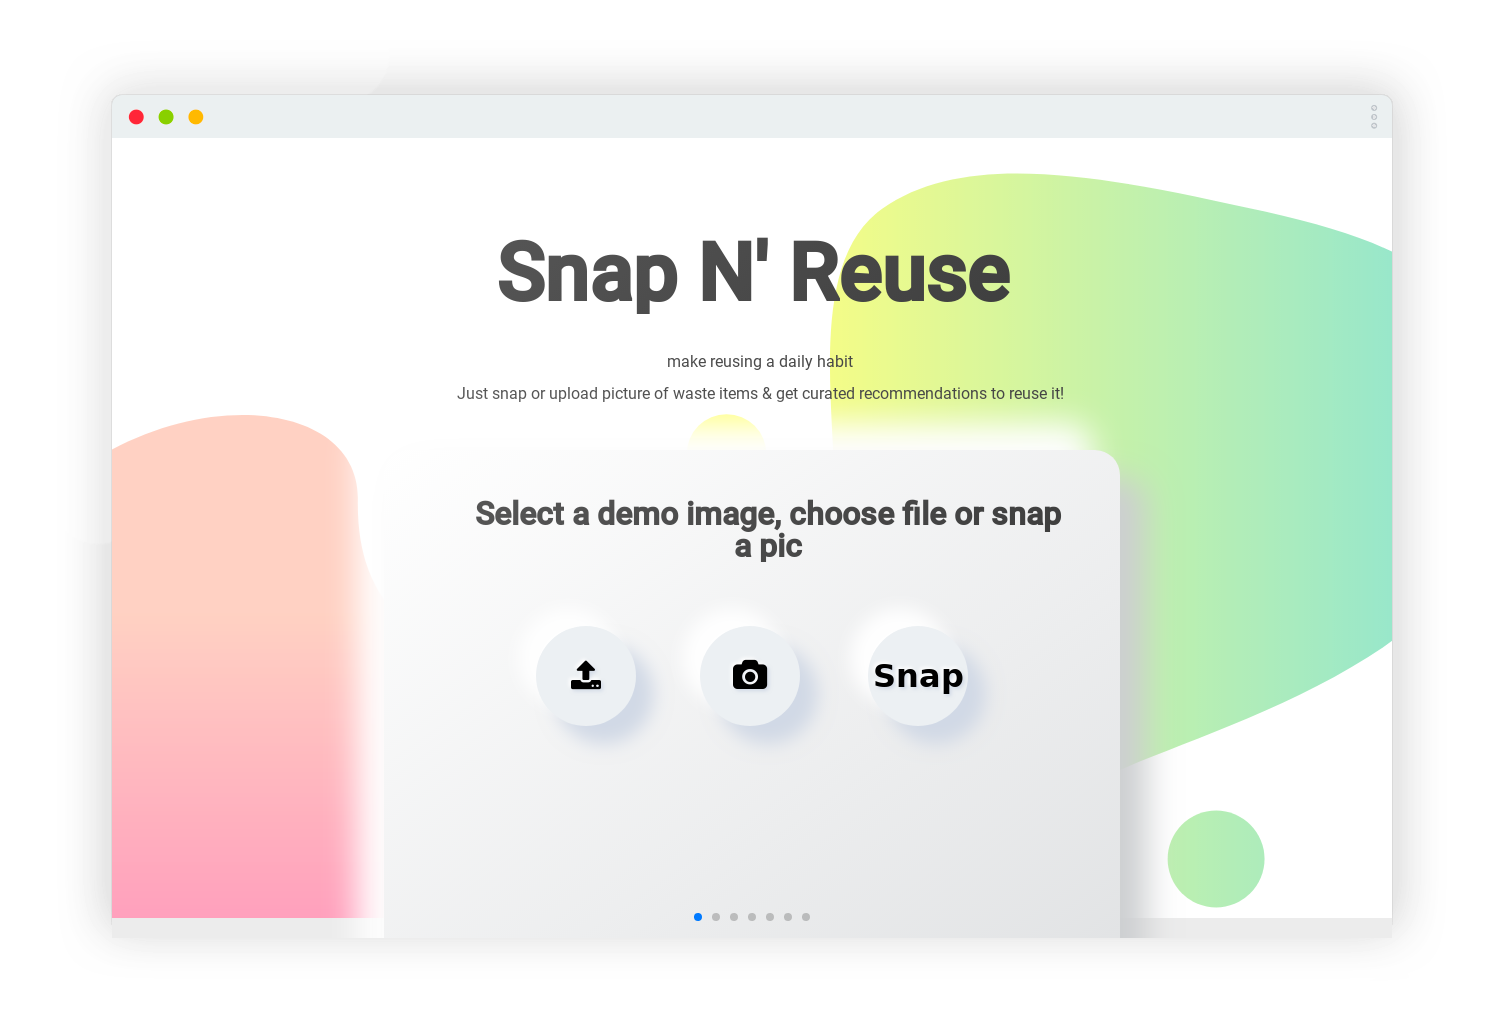 Snap N' Reuse
make reusing a daily habit
Just snap or upload picture of waste items & get curated recommendations to reuse it!
Select a demo image, choose file or snap
a pic
Snap